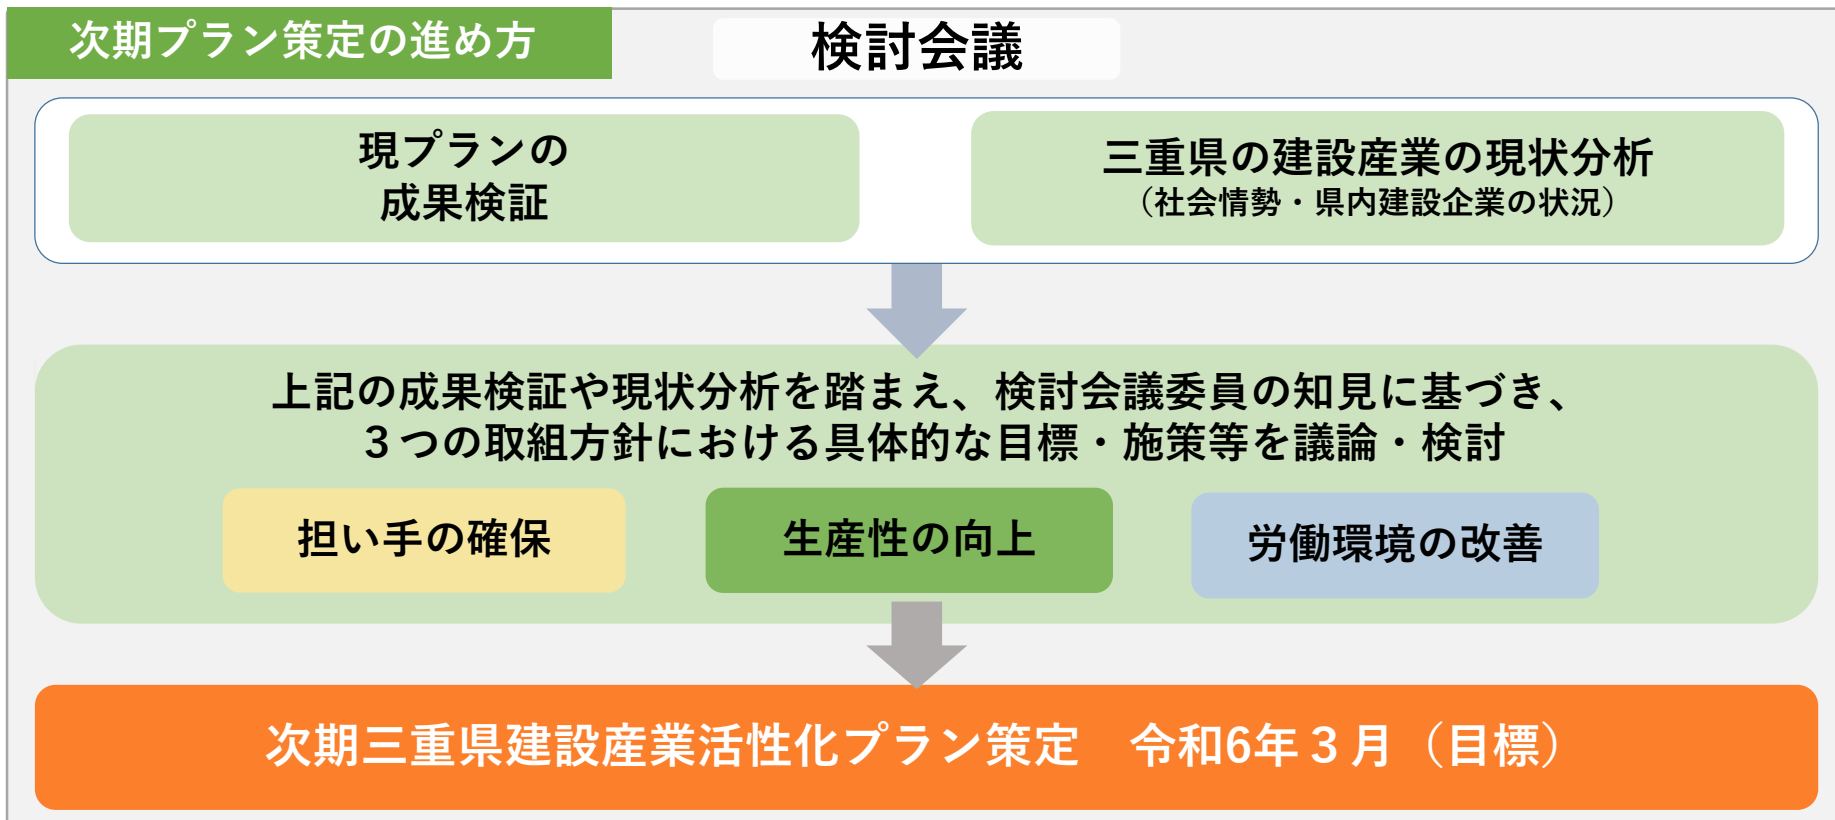 次期プラン策定の進め方
検討会議
現プランの
成果検証
三重県の建設産業の現状分析
（社会情勢・県内建設企業の状況）
上記の成果検証や現状分析を踏まえ、検討会議委員の知見に基づき、
３つの取組方針における具体的な目標・施策等を議論・検討
担い手の確保
生産性の向上
労働環境の改善
次期三重県建設産業活性化プラン策定　令和6年３月（目標）